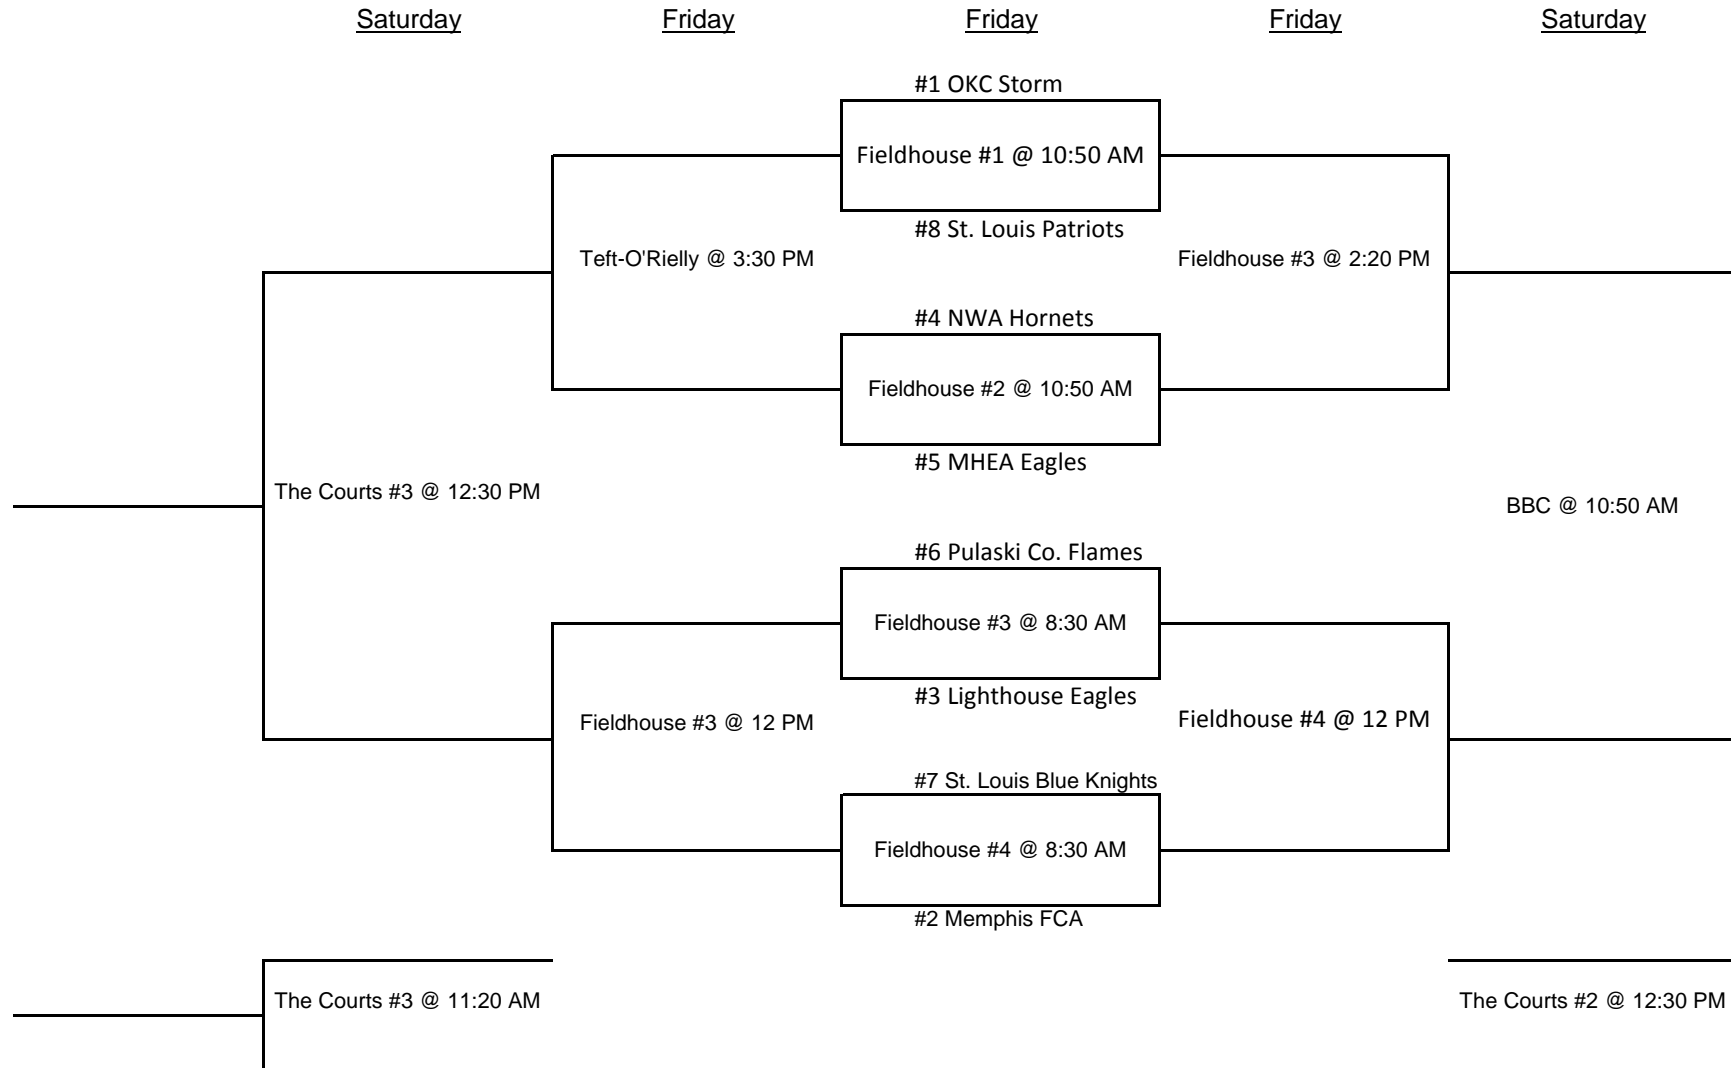 Saturday Friday Friday Friday Saturday
#1 OKC Storm
Fieldhouse #1 @ 10:50 AM
#8 St. Louis Patriots
Teft-O'Rielly @ 3:30 PM Fieldhouse #3 @ 2:20 PM
#4 NWA Hornets
Fieldhouse #2 @ 10:50 AM
#5 MHEA Eagles
The Courts #3 @ 12:30 PM BBC @ 10:50 AM
#6 Pulaski Co. Flames
Fieldhouse #3 @ 8:30 AM
#3 Lighthouse Eagles
Fieldhouse #3 @ 12 PM Fieldhouse #4 @ 12 PM
#7 St. Louis Blue Knights
Fieldhouse #4 @ 8:30 AM
#2 Memphis FCA
The Courts #3 @ 11:20 AM The Courts #2 @ 12:30 PM